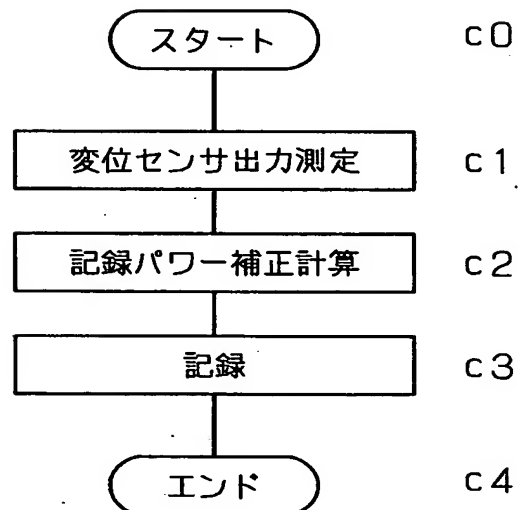 スタート c0
変位センサ出力測定 c1
記録パワー補正計算 c2
記録 c3
エンド c4